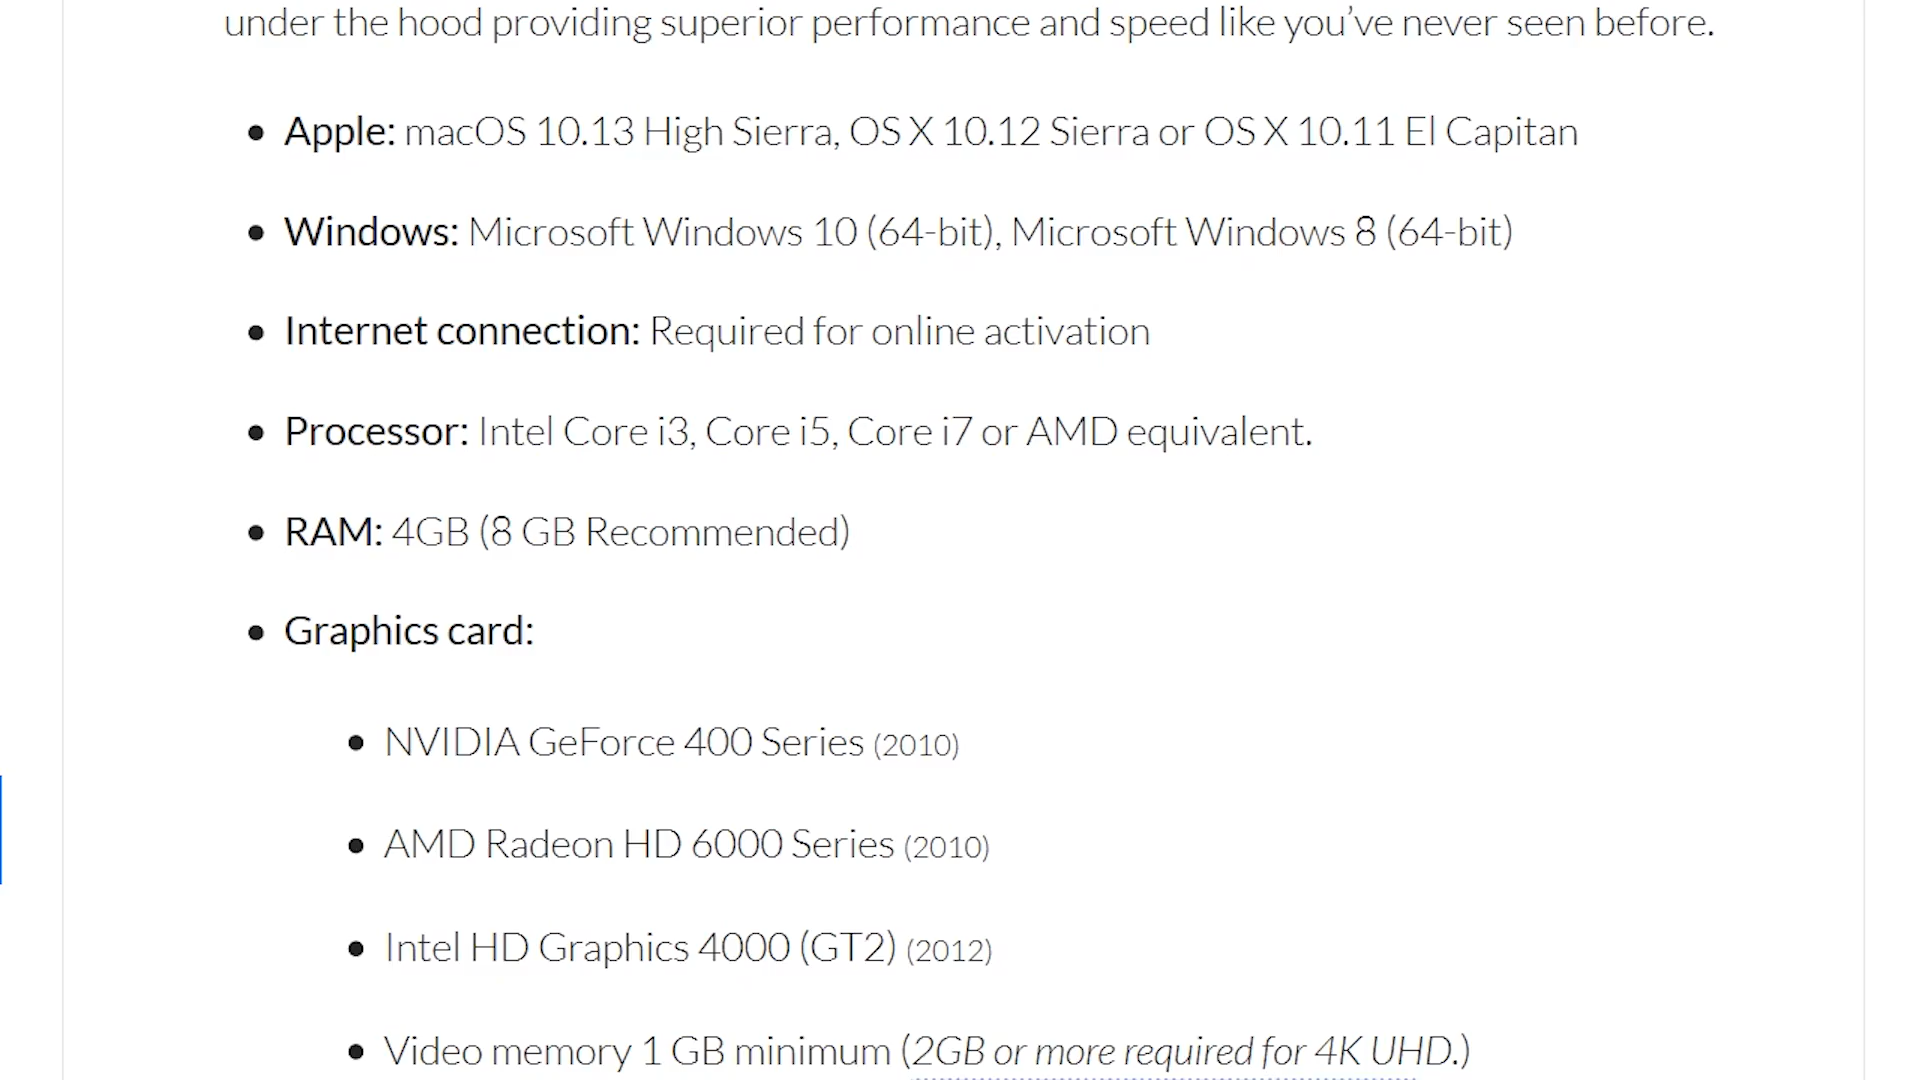 under the hood providing superior performance and speed like you’ve never seen before.
Apple: macOS 10.13 High Sierra, OS X 10.12 Sierra or OS X 10.11 El Capitan
Windows: Microsoft Windows 10 (64-bit), Microsoft Windows 8 (64-bit)
Internet connection: Required for online activation
Processor: Intel Core i3, Core i5, Core i7 or AMD equivalent.
RAM: 4GB (8 GB Recommended)
Graphics card:
NVIDIA GeForce 400 Series (2010)
AMD Radeon HD 6000 Series (2010)
Intel HD Graphics 4000 (GT2) (2012)
Video memory 1 GB minimum (2GB or more required for 4K UHD.)